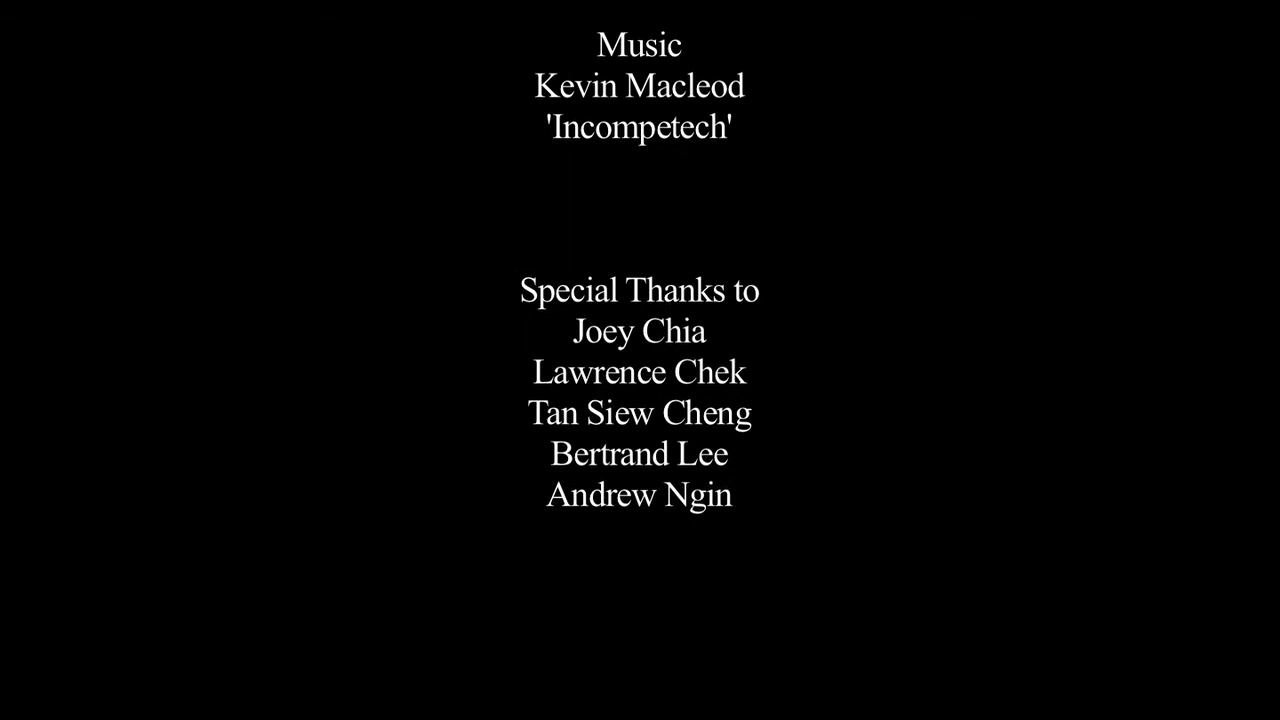 Music
Kevin Macleod
'Incompetech'
Special Thanks to
Joey Chia
Lawrence Chek
Tan Siew Cheng
Bertrand Lee
Andrew Ngin